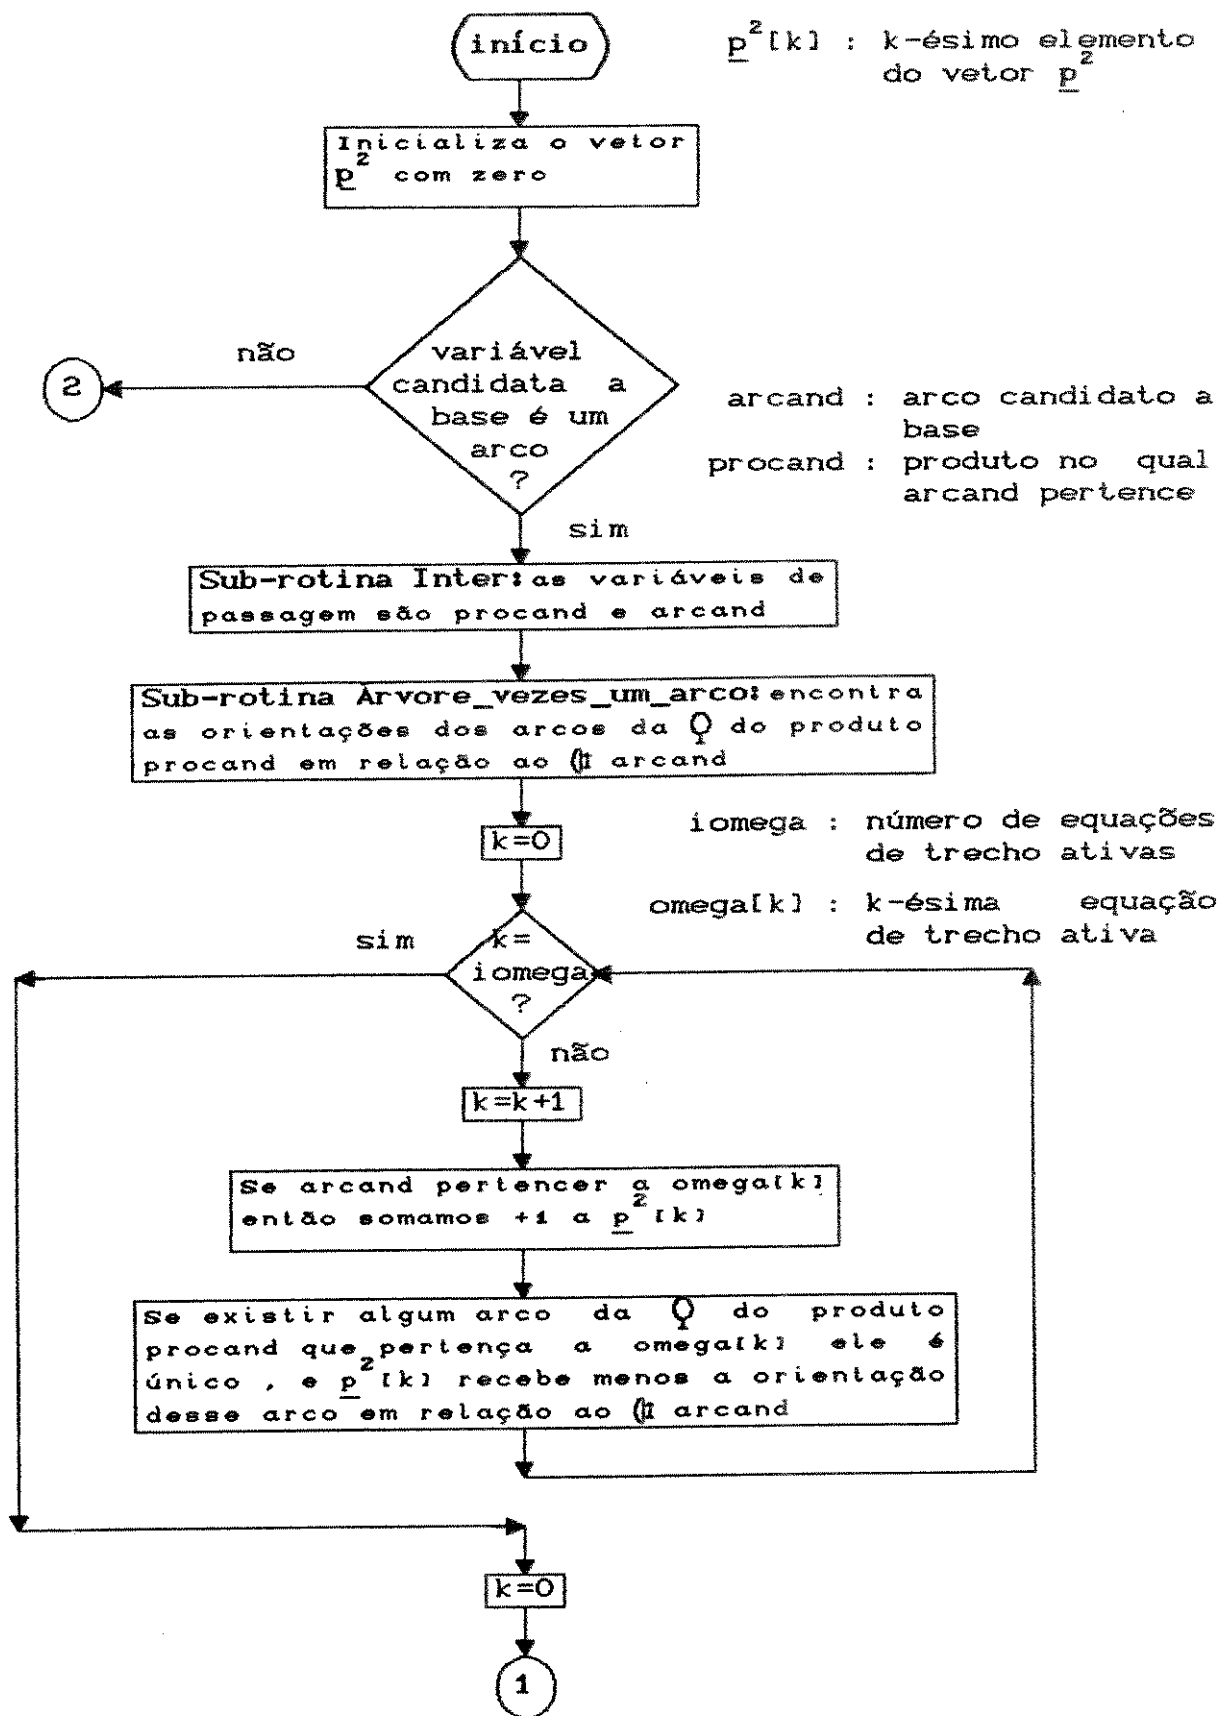 início
p²[k] : k-ésimo elemento
do vetor p²
Inicializa o vetor
p² com zero
não
2
variável
candidata a
base é um
arco
?
arcand : arco candidato a
base
procand : produto no qual
arcand pertence
sim
Sub-rotina Inter: as variáveis de
passagem são procand e arcand
Sub-rotina Arvore_vezes_um_arco: encontra
as orientações dos arcos da do produto
procand em relação ao arcand
k=0
iomega : número de equações
de trecho ativas
omega[k] : k-ésima equação
de trecho ativa
sim
k=
iomega
?
não
k=k+1
Se arcand pertencer a omega[k]
então somamos +1 a p²[k]
Se existir algum arco da do produto
procand que pertença a omega[k] ele é
único , e p²[k] recebe menos a orientação
desse arco em relação ao arcand
k=0
1